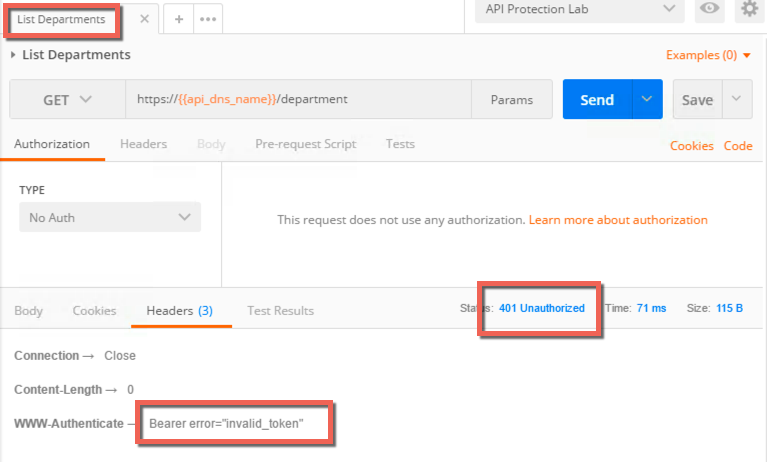 List Departments × + ••• API Protection Lab
List Departments Examples (0)
GET https://{{api_dns_name}}/department Params Send Save
Authorization Headers Body Pre-request Script Tests Cookies Code
TYPE
No Auth
This request does not use any authorization. Learn more about authorization
Body Cookies Headers (3) Test Results Status: 401 Unauthorized Time: 71 ms Size: 115 B
Connection → Close
Content-Length → 0
WWW-Authenticate → Bearer error="invalid_token"